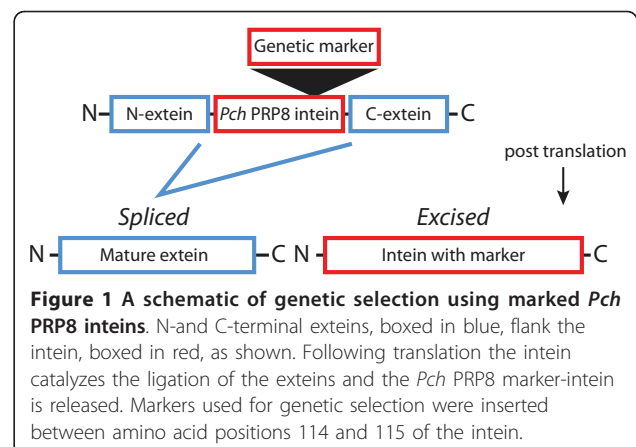 Genetic marker
N N-extein Pch PRP8 intein C-extein C
post translation
Spliced Excised
N Mature extein C N Intein with marker C
Figure 1 A schematic of genetic selection using marked Pch
PRP8 inteins. N-and C-terminal exteins, boxed in blue, flank the
intein, boxed in red, as shown. Following translation the intein
catalyzes the ligation of the exteins and the Pch PRP8 marker-intein
is released. Markers used for genetic selection were inserted
between amino acid positions 114 and 115 of the intein.